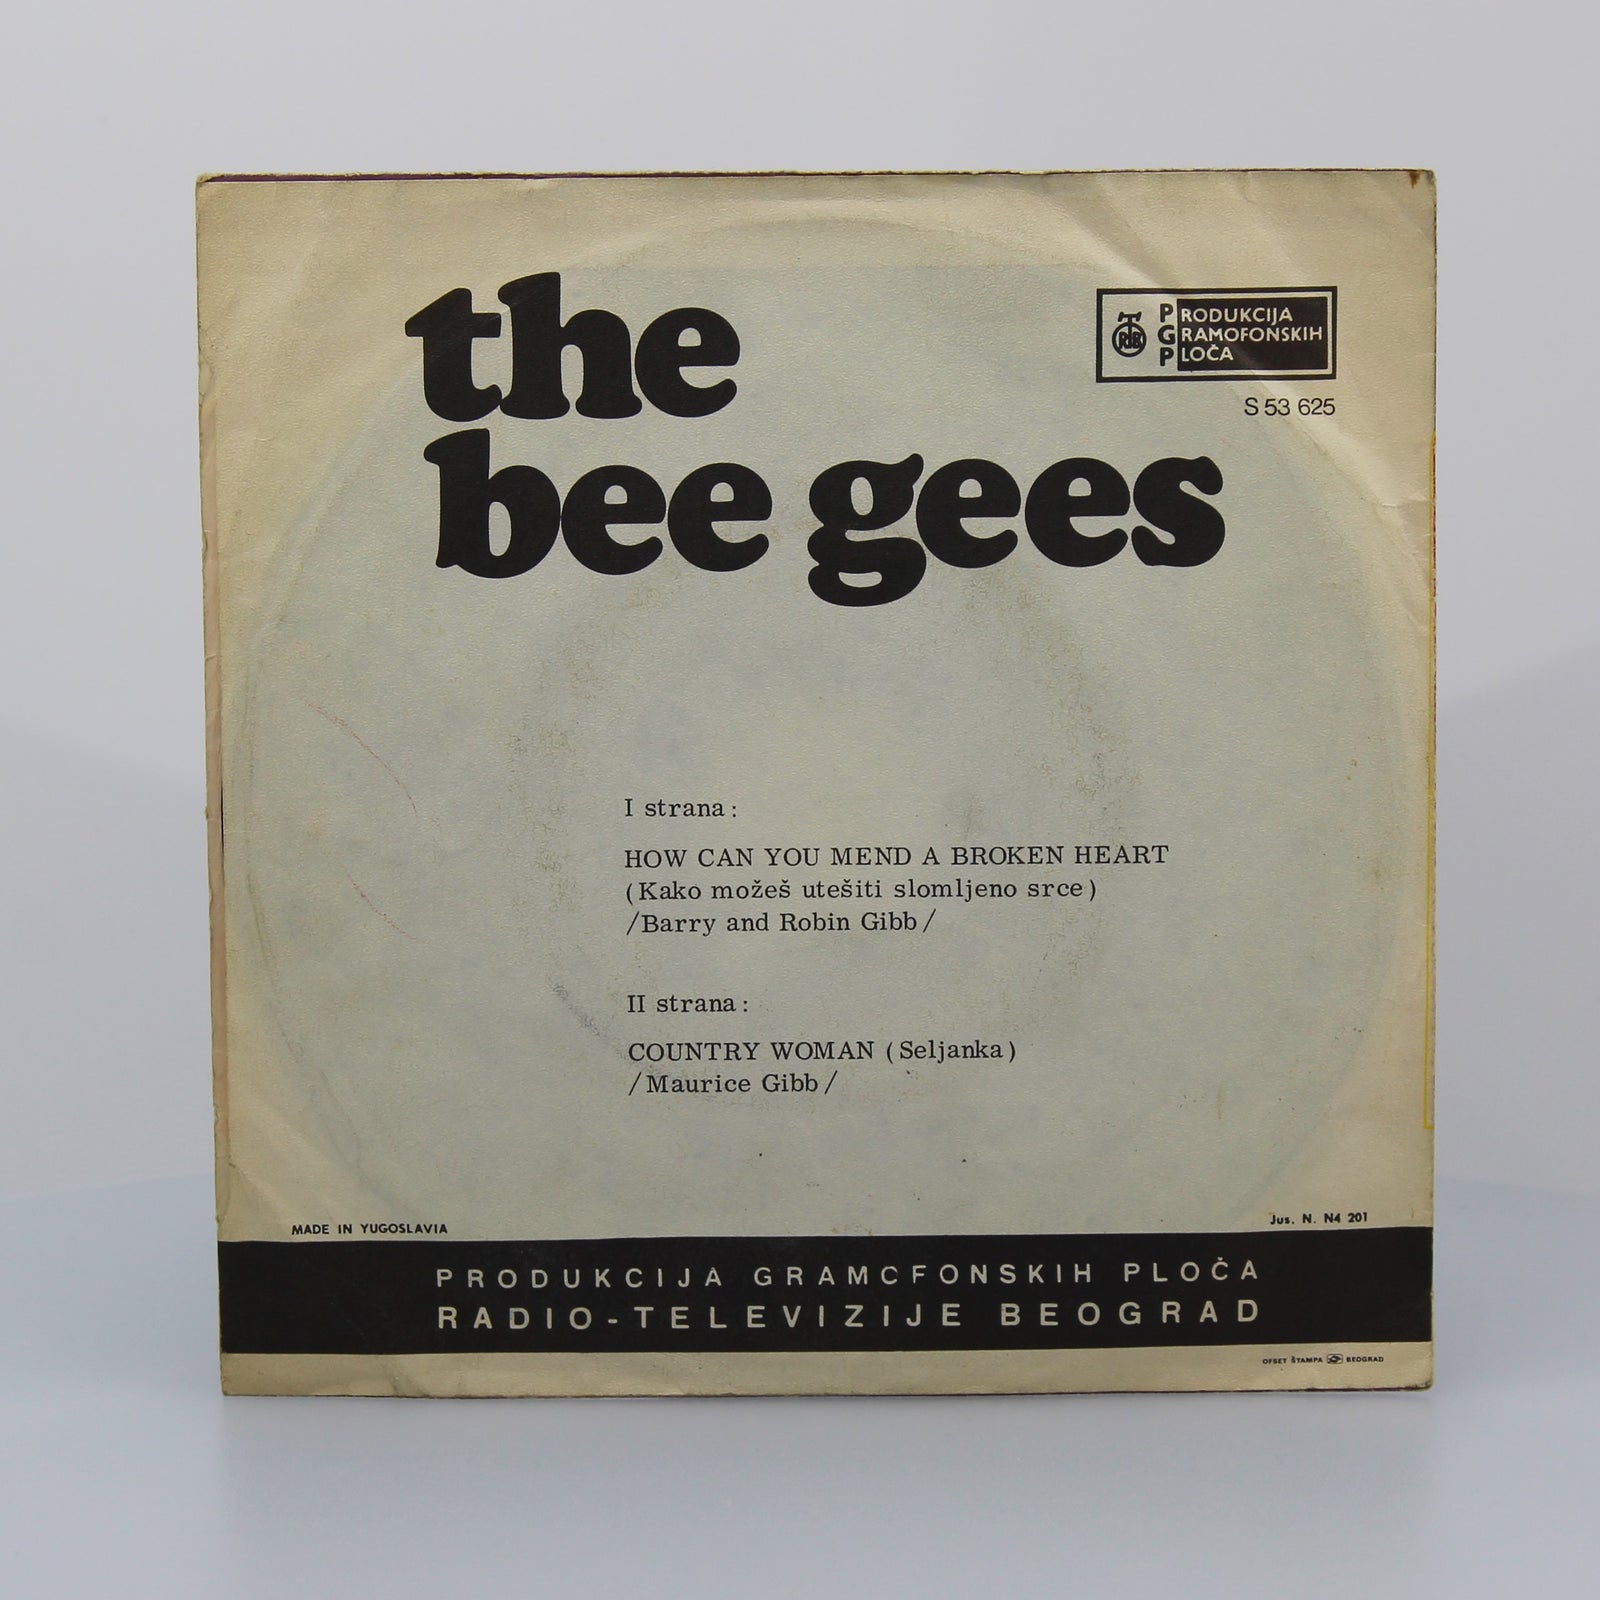 the
bee gees
PRODUKCIJA
GRAMOFONSKIH
PLOČA
RTB
S 53 625
I strana:
HOW CAN YOU MEND A BROKEN HEART
(Kako možeš utešiti slomljeno srce)
/Barry and Robin Gibb/
II strana:
COUNTRY WOMAN (Seljanka)
/Maurice Gibb/
MADE IN YUGOSLAVIA
Jus. N. N4 201
PRODUKCIJA GRAMCFONSKIH PLOČA
RADIO-TELEVIZIJE BEOGRAD
OFSET ŠTAMPA BEOGRAD